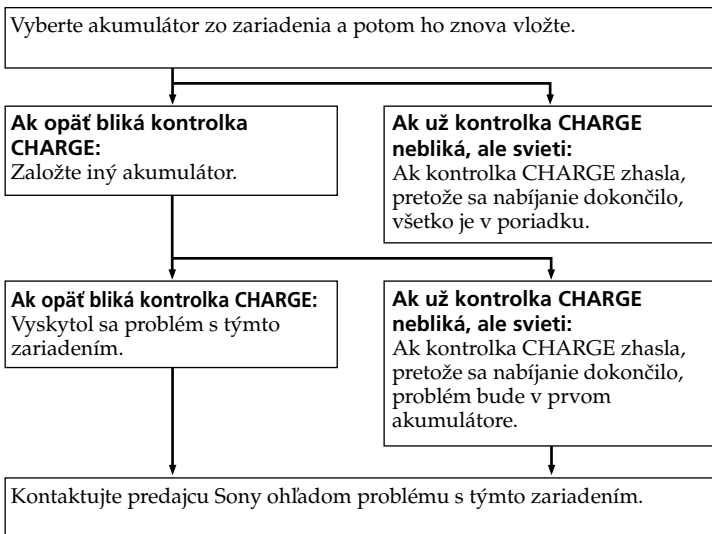 Vyberte akumulátor zo zariadenia a potom ho znova vložte.
Ak opäť bliká kontrolka
CHARGE:
Založte iný akumulátor.
Ak už kontrolka CHARGE
nebliká, ale svieti:
Ak kontrolka CHARGE zhasla,
pretože sa nabíjanie dokončilo,
všetko je v poriadku.
Ak opäť bliká kontrolka CHARGE:
Vyskytol sa problém s týmto
zariadením.
Ak už kontrolka CHARGE
nebliká, ale svieti:
Ak kontrolka CHARGE zhasla,
pretože sa nabíjanie dokončilo,
problém bude v prvom
akumulátore.
Kontaktujte predajcu Sony ohľadom problému s týmto zariadením.